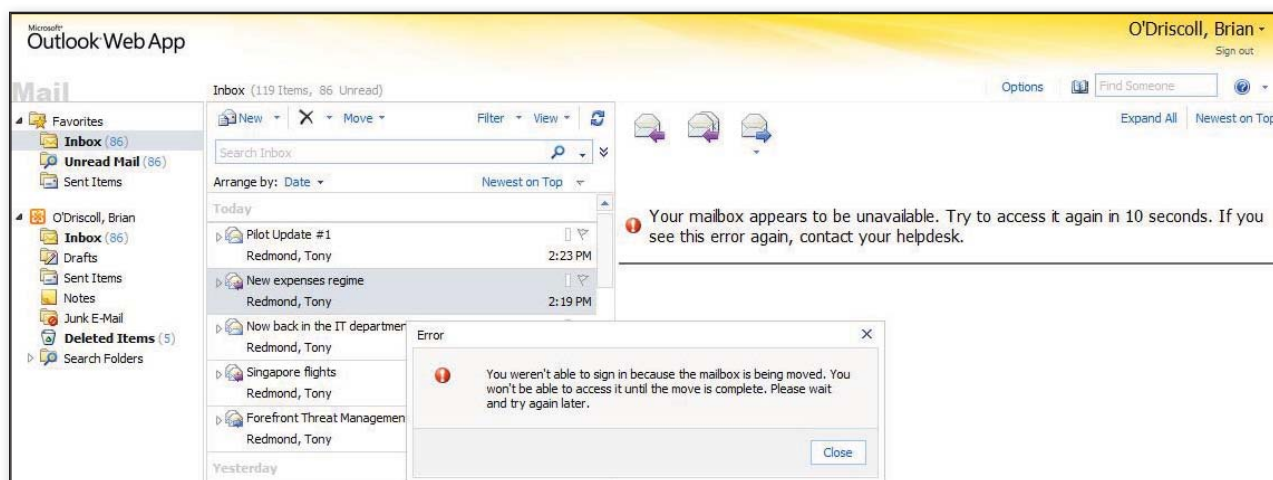 Microsoft®
Outlook Web App
O'Driscoll, Brian
Sign out
Mail
Inbox (119 Items, 86 Unread)
Options
Find Someone
Favorites
Inbox (86)
Unread Mail (86)
Sent Items
O'Driscoll, Brian
Inbox (86)
Drafts
Sent Items
Notes
Junk E-Mail
Deleted Items (5)
Search Folders
New
Move
Filter
View
Search Inbox
Arrange by: Date
Newest on Top
Today
Pilot Update #1
Redmond, Tony
2:23 PM
New expenses regime
Redmond, Tony
2:19 PM
Now back in the IT departmen
Redmond, Tony
Singapore flights
Redmond, Tony
Forefront Threat Managemen
Redmond, Tony
Yesterday
Expand All
Newest on Top
Your mailbox appears to be unavailable. Try to access it again in 10 seconds. If you
see this error again, contact your helpdesk.
Error
You weren't able to sign in because the mailbox is being moved. You
won't be able to access it until the move is complete. Please wait
and try again later.
Close